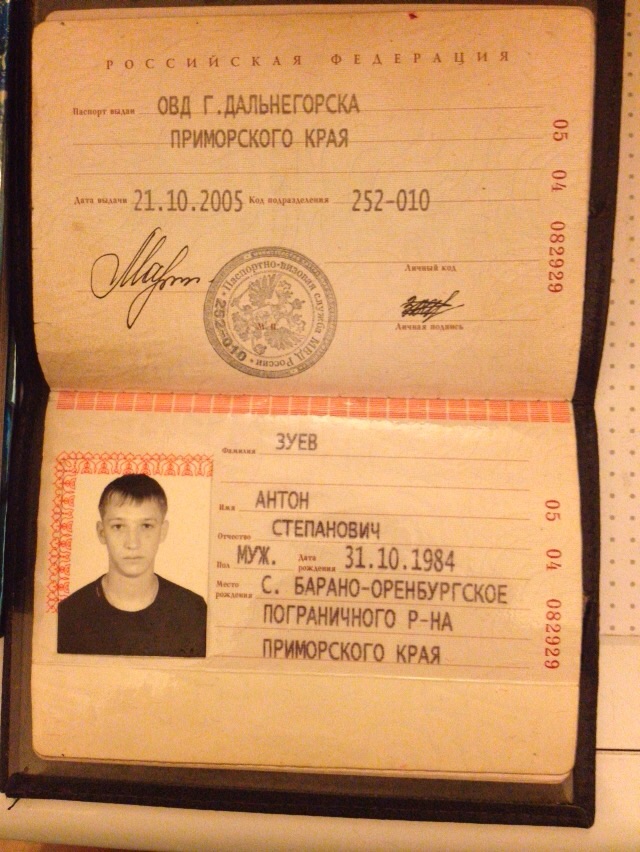 РОССИЙСКАЯ ФЕДЕРАЦИЯ
Паспорт выдан ОВД Г.ДАЛЬНЕГОРСКА
ПРИМОРСКОГО КРАЯ
Дата выдачи 21.10.2005 Код подразделения 252-010
05 04 082929
Личный код
Паспортно-визовая служба МВД России • 252-010 •
М. П.
Личная подпись
Фамилия ЗУЕВ
Имя АНТОН
Отчество СТЕПАНОВИЧ
Пол МУЖ. Дата рождения 31.10.1984
Место рождения С. БАРАНО-ОРЕНБУРГСКОЕ
ПОГРАНИЧНОГО Р-НА
ПРИМОРСКОГО КРАЯ
05 04 082929